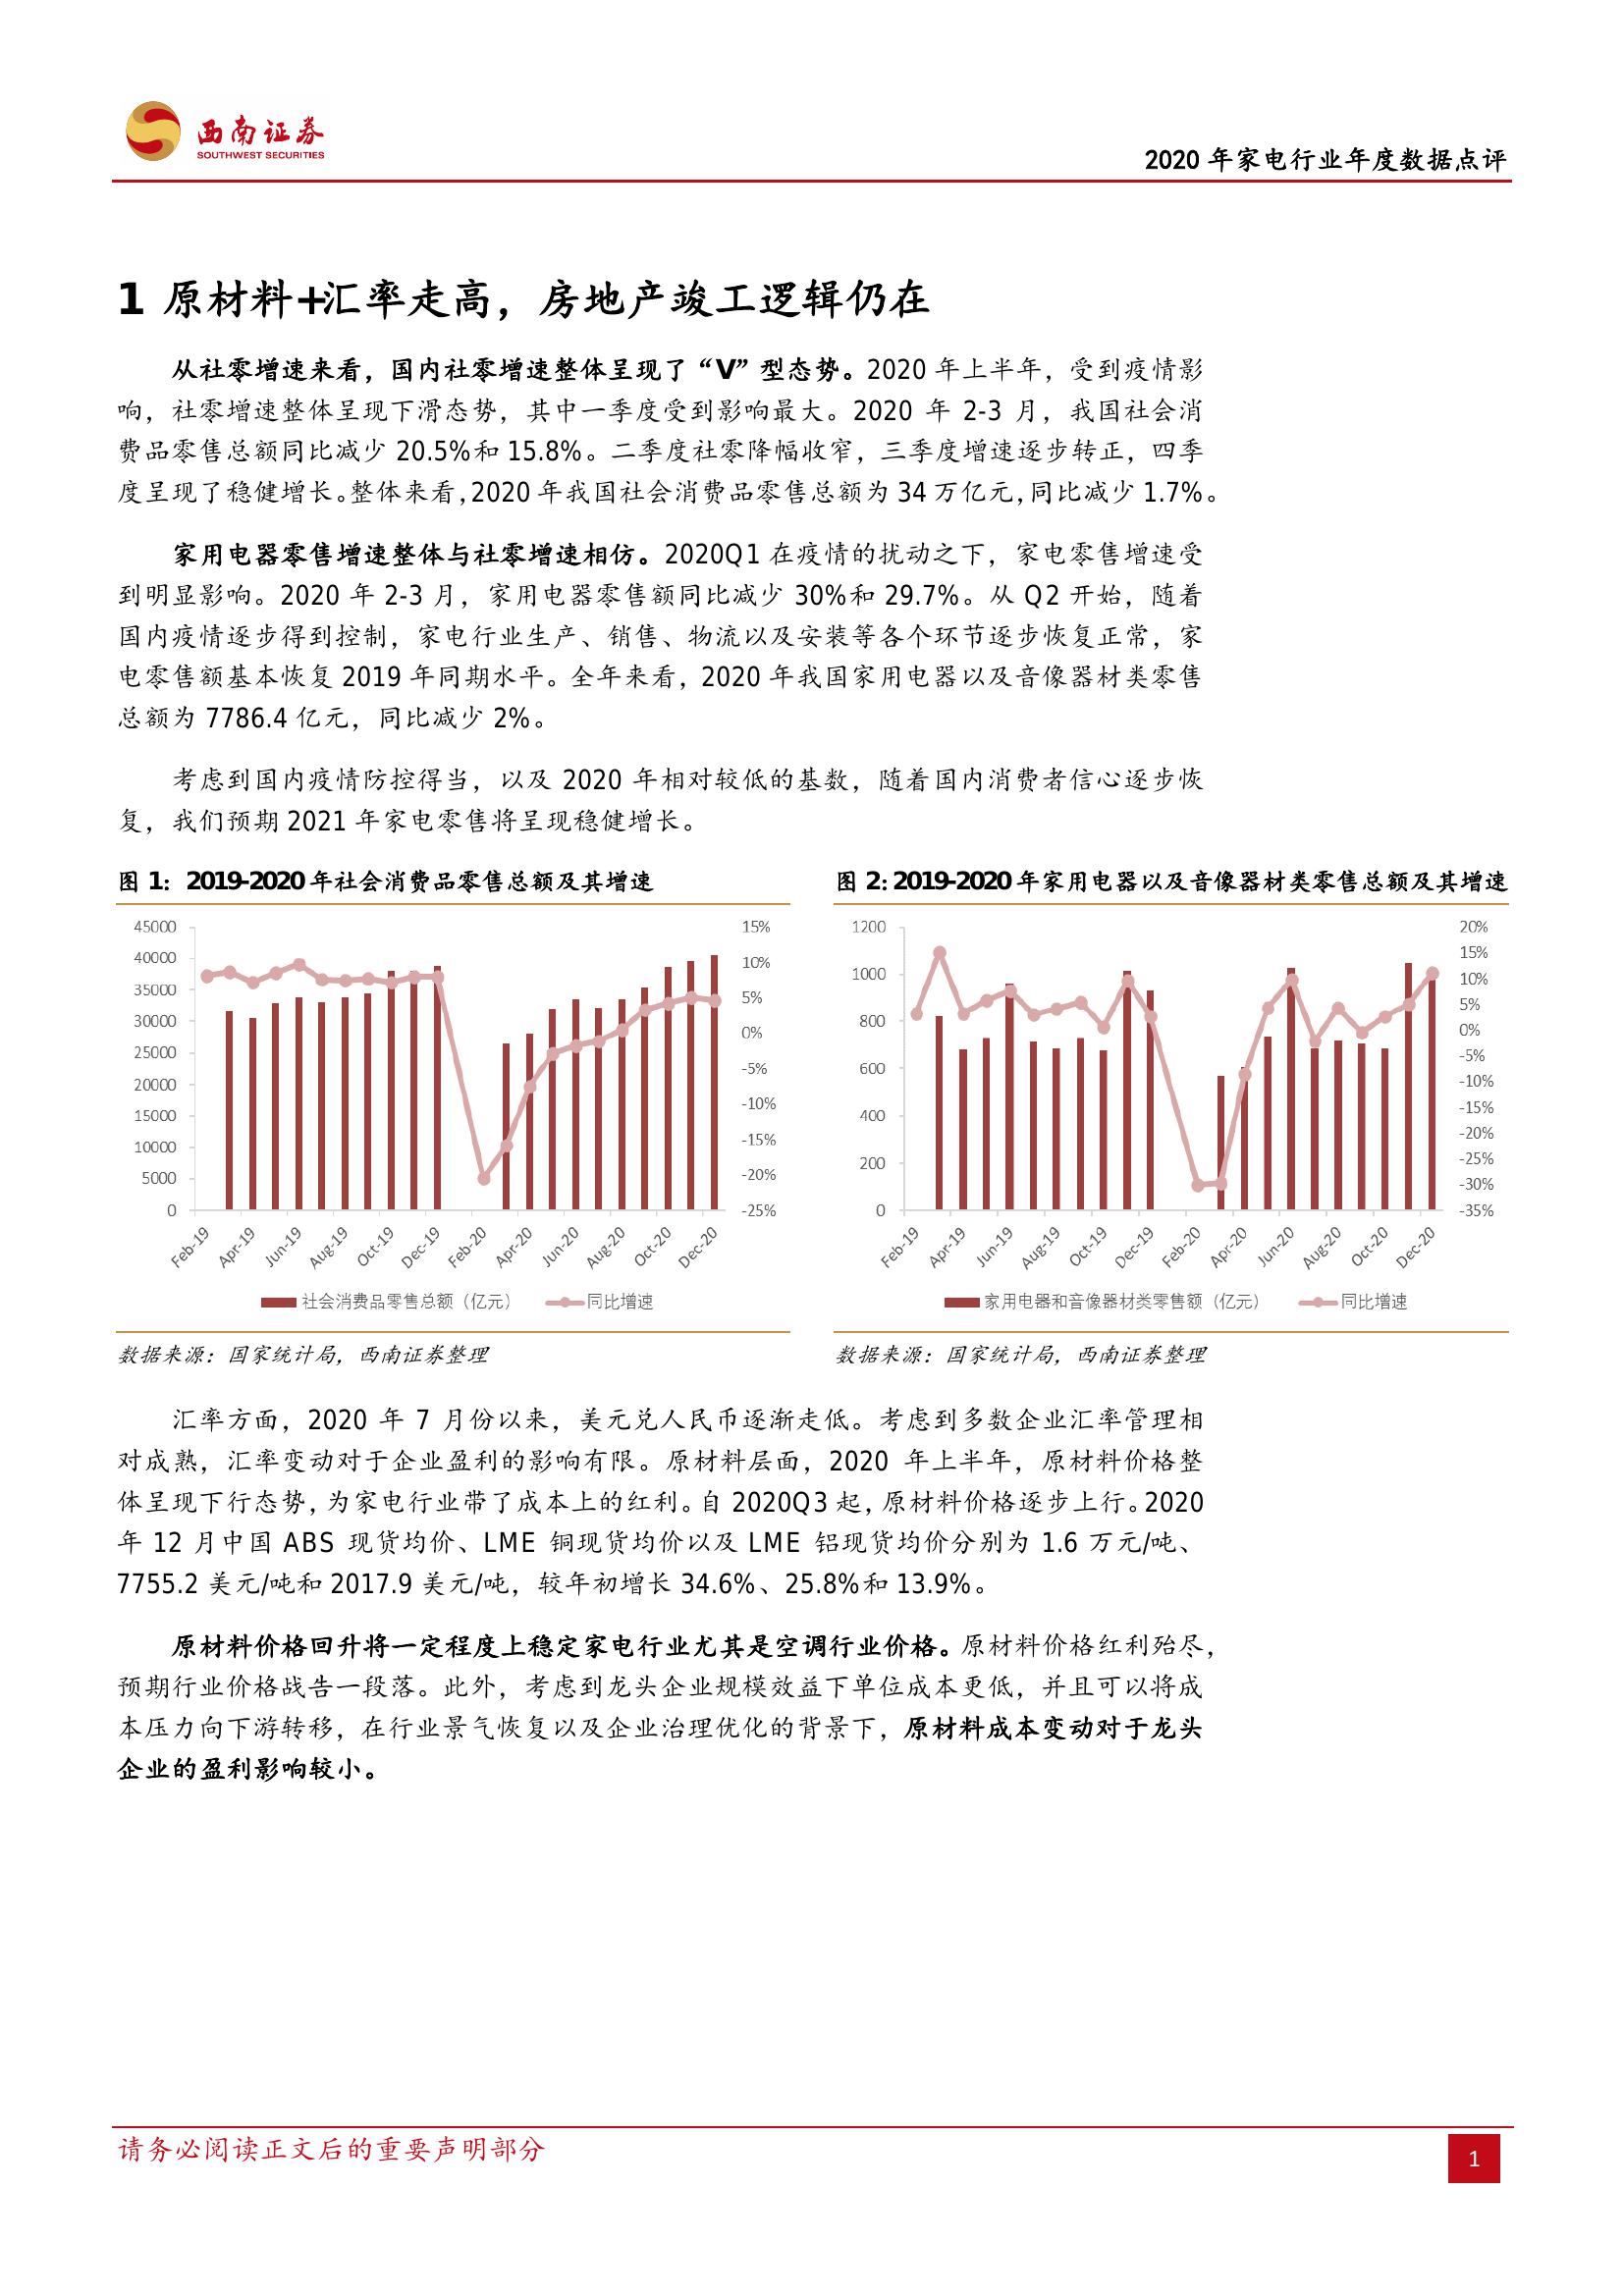 西南证券
SOUTHWEST SECURITIES
2020 年家电行业年度数据点评
1 原材料+汇率走高，房地产竣工逻辑仍在
从社零增速来看，国内社零增速整体呈现了“V”型态势。2020 年上半年，受到疫情影
响，社零增速整体呈现下滑态势，其中一季度受到影响最大。2020 年 2-3 月，我国社会消
费品零售总额同比减少 20.5%和 15.8%。二季度社零降幅收窄，三季度增速逐步转正，四季
度呈现了稳健增长。整体来看，2020 年我国社会消费品零售总额为 34 万亿元，同比减少 1.7%。
家用电器零售增速整体与社零增速相仿。2020Q1 在疫情的扰动之下，家电零售增速受
到明显影响。2020 年 2-3 月，家用电器零售额同比减少 30%和 29.7%。从 Q2 开始，随着
国内疫情逐步得到控制，家电行业生产、销售、物流以及安装等各个环节逐步恢复正常，家
电零售额基本恢复 2019 年同期水平。全年来看，2020 年我国家用电器以及音像器材类零售
总额为 7786.4 亿元，同比减少 2%。
考虑到国内疫情防控得当，以及 2020 年相对较低的基数，随着国内消费者信心逐步恢
复，我们预期 2021 年家电零售将呈现稳健增长。
图 1：2019-2020 年社会消费品零售总额及其增速
45000
40000
35000
30000
25000
20000
15000
10000
5000
0
15%
10%
5%
0%
-5%
-10%
-15%
-20%
-25%
Feb-19 Apr-19 Jun-19 Aug-19 Oct-19 Dec-19 Feb-20 Apr-20 Jun-20 Aug-20 Oct-20 Dec-20
社会消费品零售总额（亿元） 同比增速
数据来源：国家统计局，西南证券整理
图 2：2019-2020 年家用电器以及音像器材类零售总额及其增速
1200
1000
800
600
400
200
0
20%
15%
10%
5%
0%
-5%
-10%
-15%
-20%
-25%
-30%
-35%
Feb-19 Apr-19 Jun-19 Aug-19 Oct-19 Dec-19 Feb-20 Apr-20 Jun-20 Aug-20 Oct-20 Dec-20
家用电器和音像器材类零售额（亿元） 同比增速
数据来源：国家统计局，西南证券整理
汇率方面，2020 年 7 月份以来，美元兑人民币逐渐走低。考虑到多数企业汇率管理相
对成熟，汇率变动对于企业盈利的影响有限。原材料层面，2020 年上半年，原材料价格整
体呈现下行态势，为家电行业带了成本上的红利。自 2020Q3 起，原材料价格逐步上行。2020
年 12 月中国 ABS 现货均价、LME 铜现货均价以及 LME 铝现货均价分别为 1.6 万元/吨、
7755.2 美元/吨和 2017.9 美元/吨，较年初增长 34.6%、25.8%和 13.9%。
原材料价格回升将一定程度上稳定家电行业尤其是空调行业价格。原材料价格红利殆尽，
预期行业价格战告一段落。此外，考虑到龙头企业规模效益下单位成本更低，并且可以将成
本压力向下游转移，在行业景气恢复以及企业治理优化的背景下，原材料成本变动对于龙头
企业的盈利影响较小。
请务必阅读正文后的重要声明部分
1